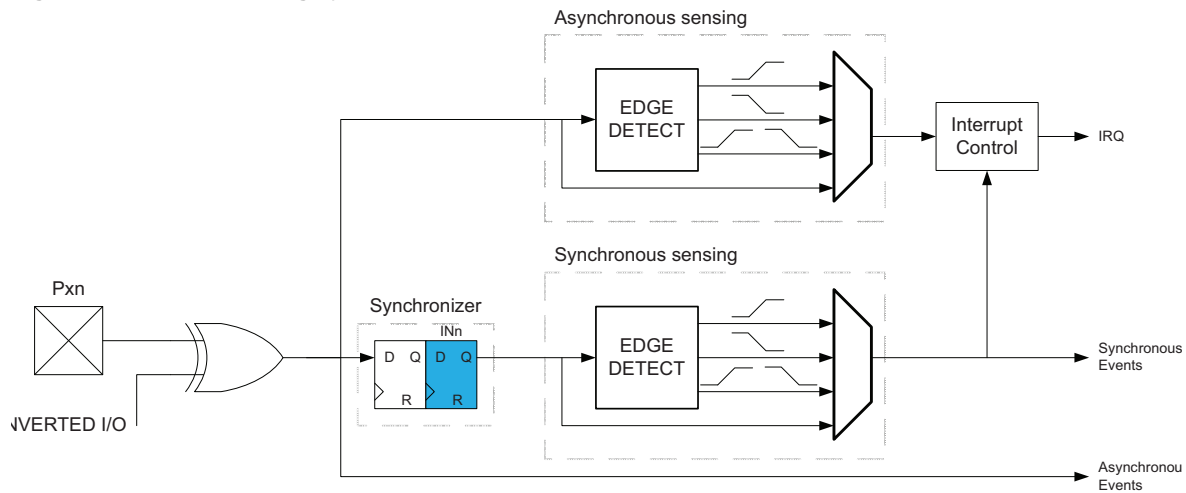 Asynchronous sensing
EDGE
DETECT
Interrupt
Control
IRQ
Synchronous sensing
Pxn
Synchronizer
INn
D Q D Q
R R
EDGE
DETECT
Synchronous
Events
NVERTED I/O
Asynchronou
Events